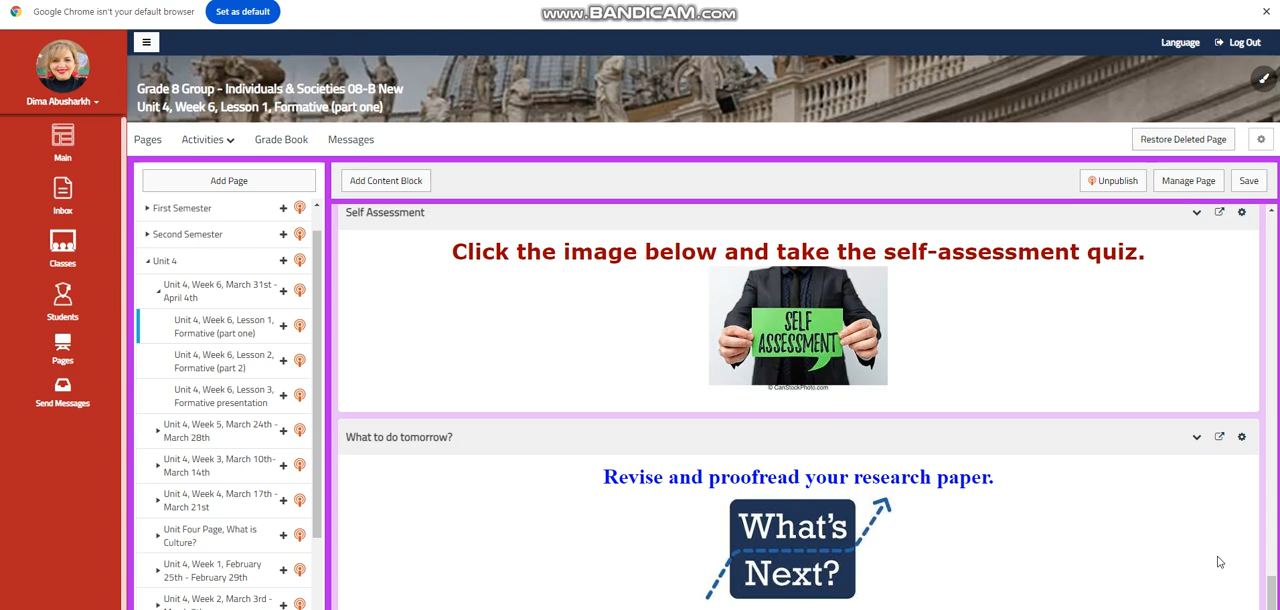 Google Chrome isn't your default browser
Set as default
www.BANDICAM.com
Language
Log Out
Grade 8 Group - Individuals & Societies 08-B New
Unit 4, Week 6, Lesson 1, Formative (part one)
Dima Abusharkh
Pages
Activities
Grade Book
Messages
Restore Deleted Page
Main
Inbox
Classes
Students
Pages
Send Messages
Add Page
First Semester
Second Semester
Unit 4
Unit 4, Week 6, March 31st -
April 4th
Unit 4, Week 6, Lesson 1,
Formative (part one)
Unit 4, Week 6, Lesson 2,
Formative (part 2)
Unit 4, Week 6, Lesson 3,
Formative presentation
Unit 4, Week 5, March 24th -
March 28th
Unit 4, Week 3, March 10th-
March 14th
Unit 4, Week 4, March 17th -
March 21st
Unit Four Page, What is
Culture?
Unit 4, Week 1, February
25th - February 29th
Unit 4, Week 2, March 3rd -
Add Content Block
Unpublish
Manage Page
Save
Self Assessment
Click the image below and take the self-assessment quiz.
SELF
ASSESSMENT
© CanStockPhoto.com
What to do tomorrow?
Revise and proofread your research paper.
What's
Next?